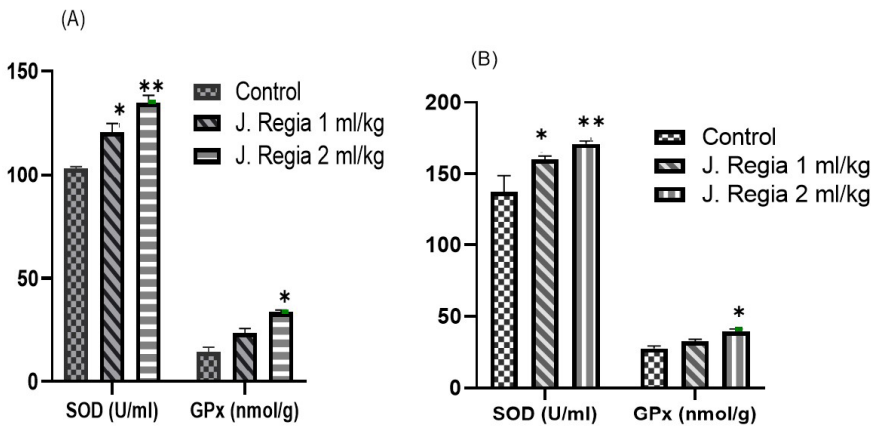 (A)
150
100
50
0
*
**
*
Control
J. Regia 1 ml/kg
J. Regia 2 ml/kg
SOD (U/ml) GPx (nmol/g)
(B)
200
150
100
50
0
*
**
*
Control
J. Regia 1 ml/kg
J. Regia 2 ml/kg
SOD (U/ml) GPx (nmol/g)